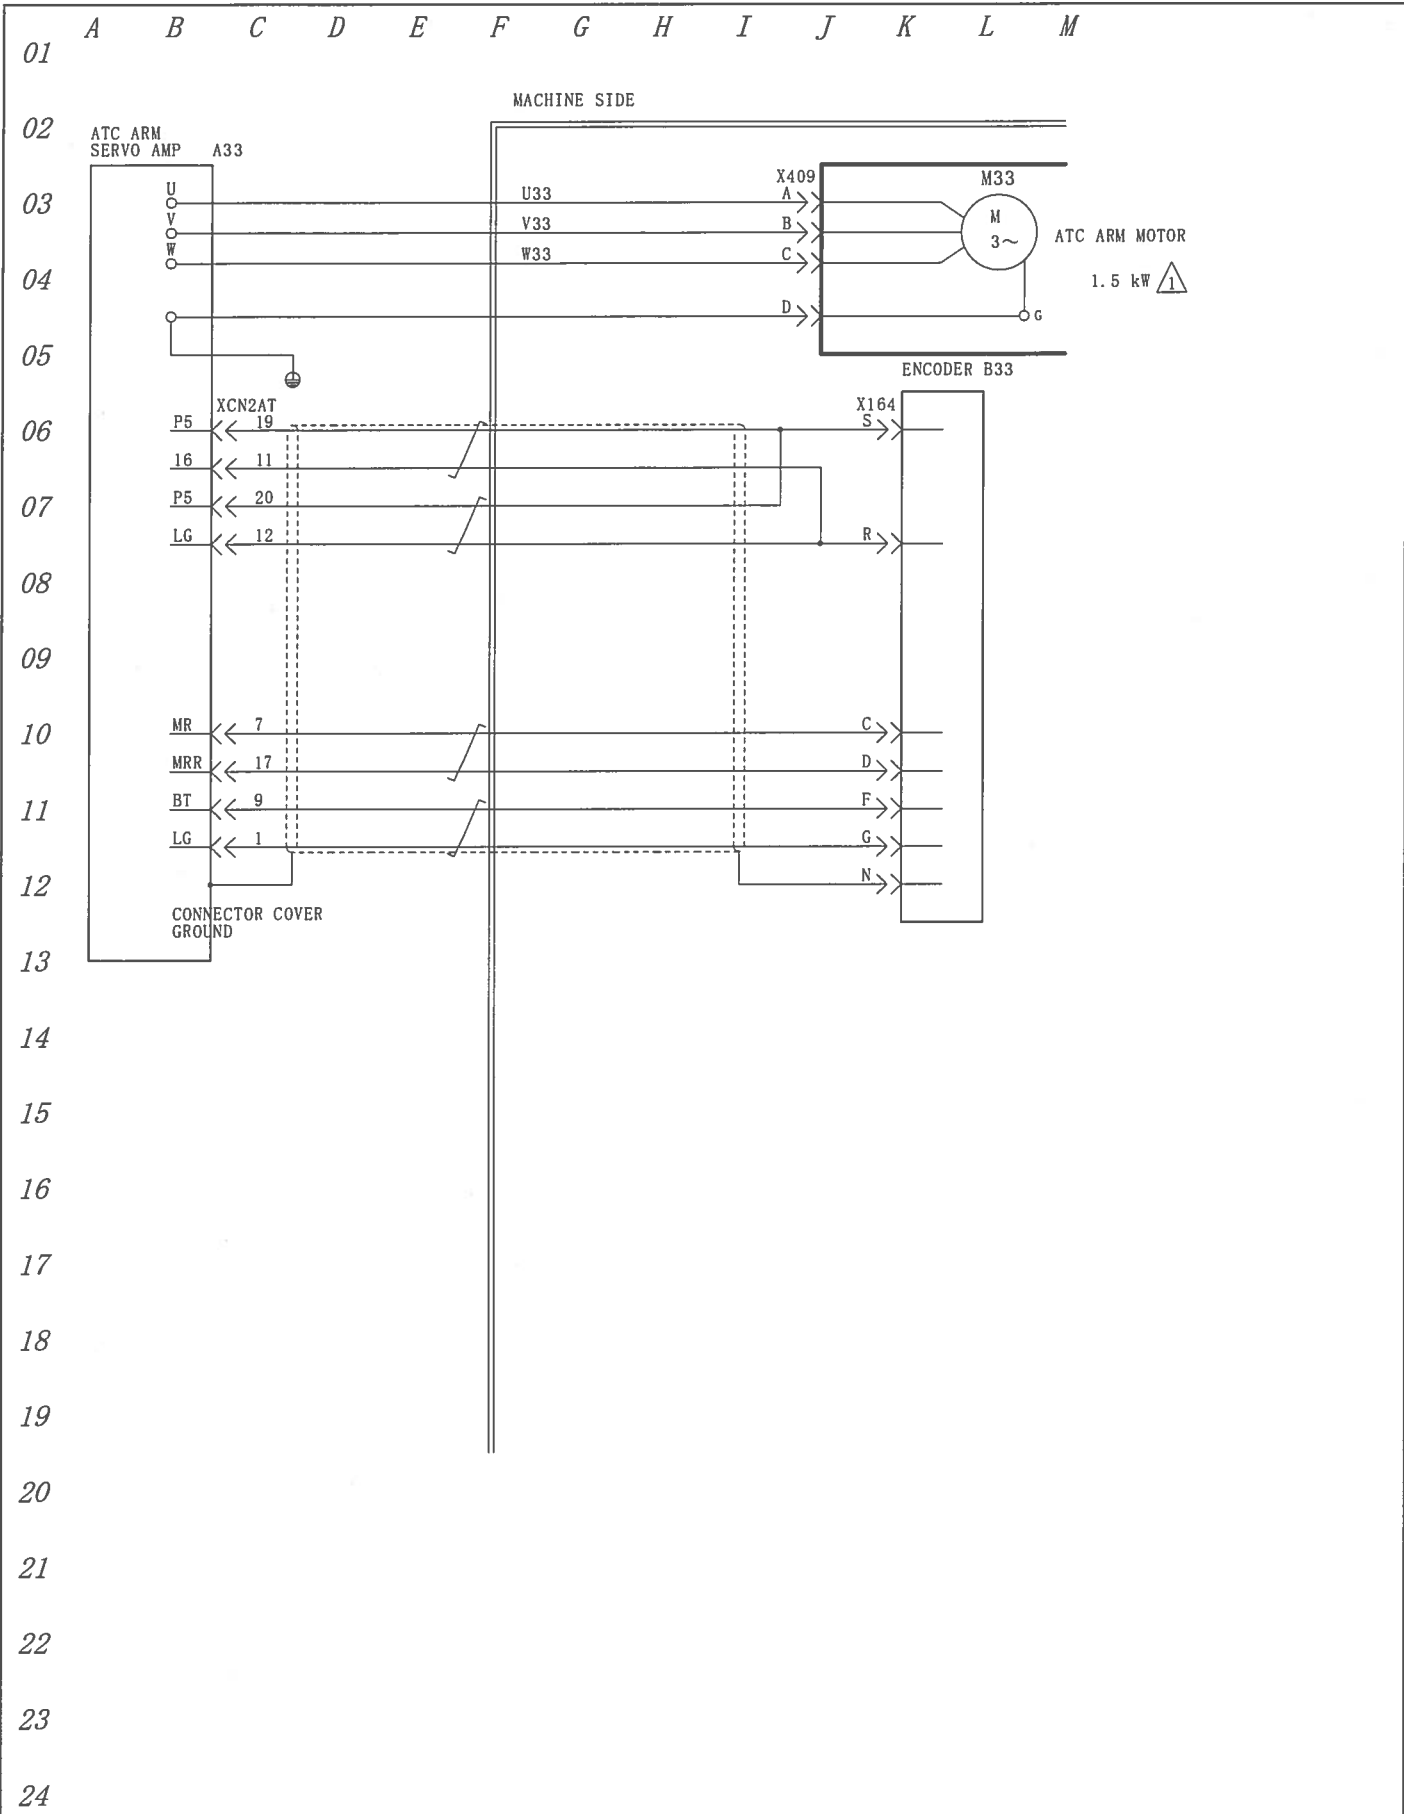 A B C D E F G H I J K L M
01
MACHINE SIDE
02
ATC ARM
SERVO AMP A33
X409 M33
03
U U33 A
V V33 B M
W W33 C 3~ ATC ARM MOTOR
04
1.5 kW 1
D G
05
ENCODER B33
XCN2AT X164
06
P5 19 S
16 11
07
P5 20
LG 12 R
08
09
10
MR 7 C
MRR 17 D
11
BT 9 F
LG 1 G
12
N
CONNECTOR COVER
GROUND
13
14
15
16
17
18
19
20
21
22
23
24